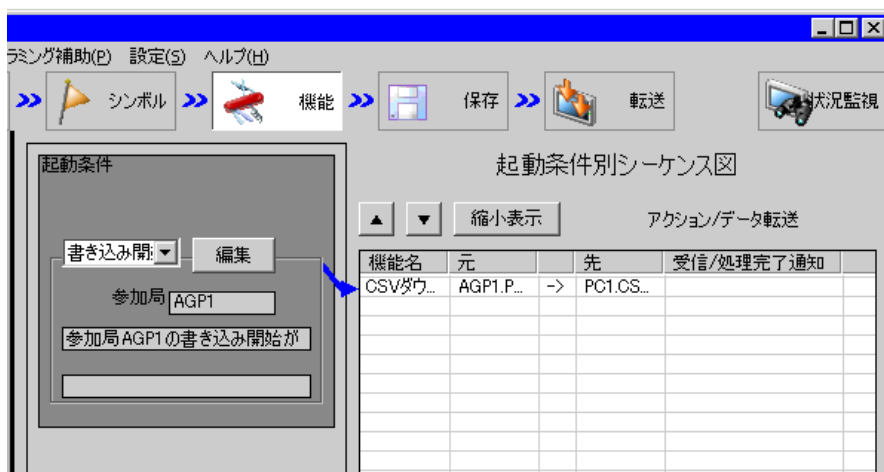 ラミング補助(P) 設定(S) ヘルプ(H)
シンボル 機能 保存 転送 状況監視
起動条件
起動条件別シーケンス図
縮小表示
アクション/データ転送
書き込み開
編集
参加局 AGP1
参加局AGP1の書き込み開始が
機能名 元 先 受信/処理完了通知
CSVダウ... AGP1.P... -> PC1.CS...